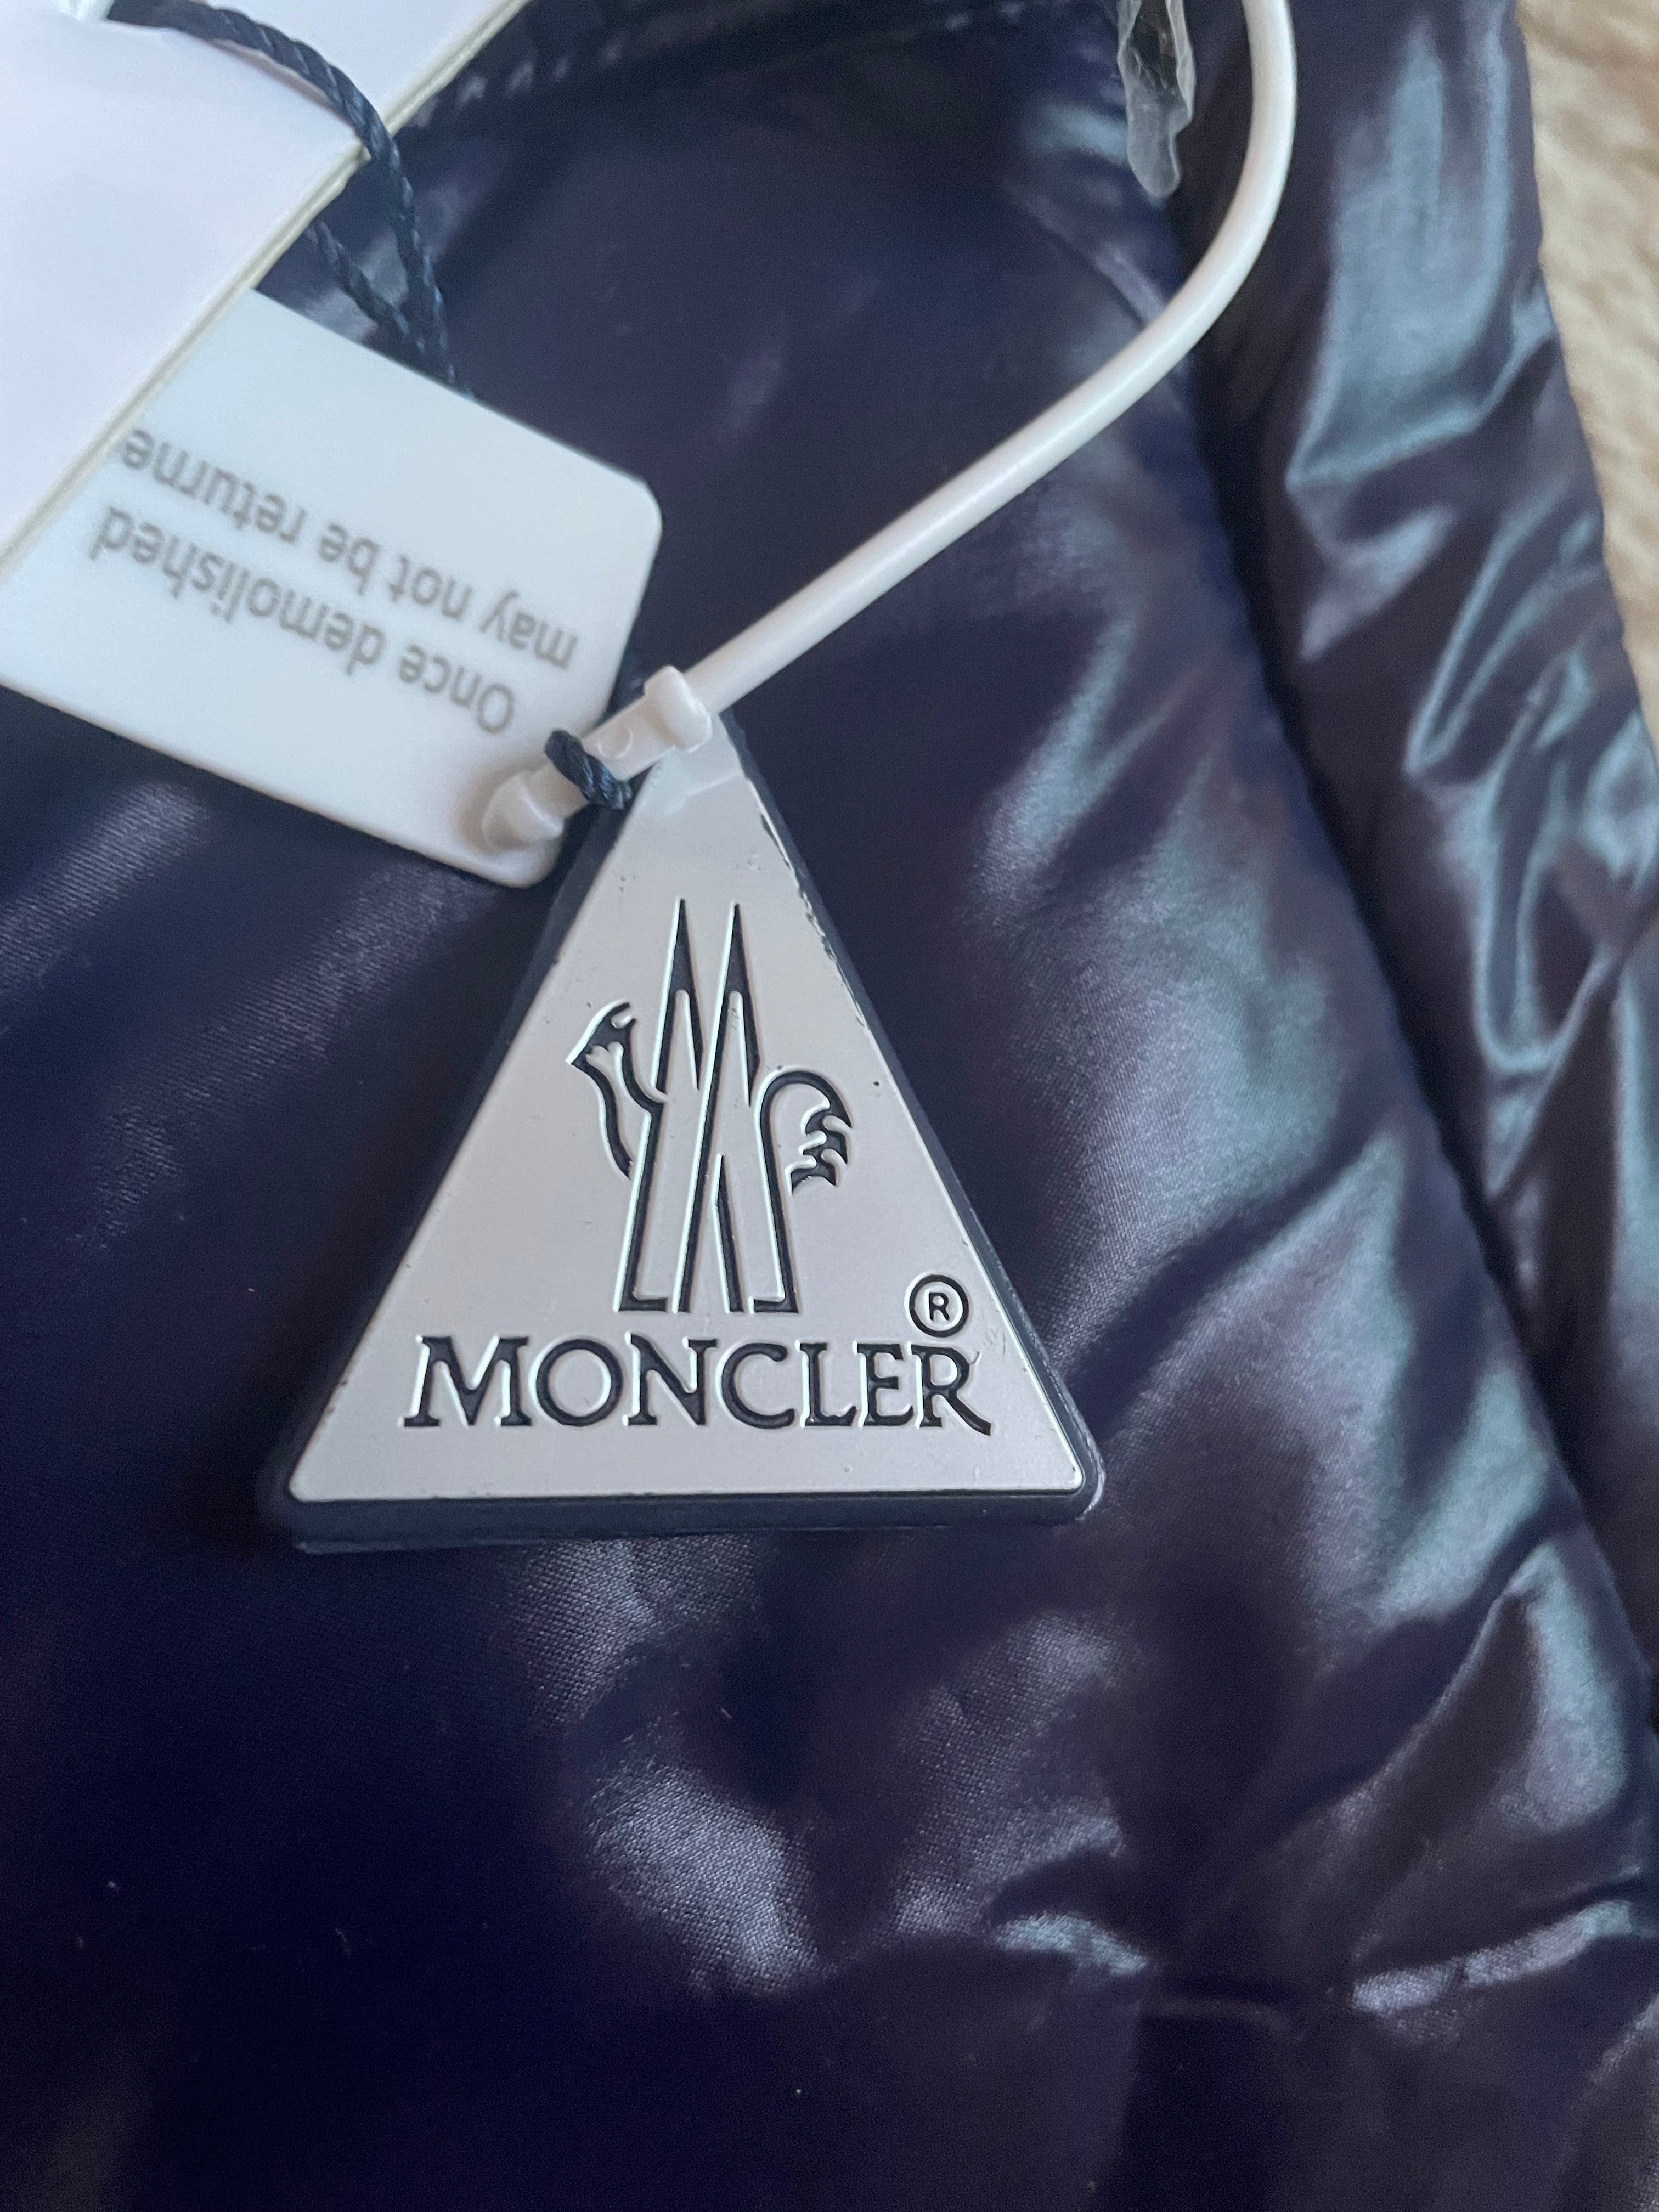 Once demolished
may not be returne
MONCLER®